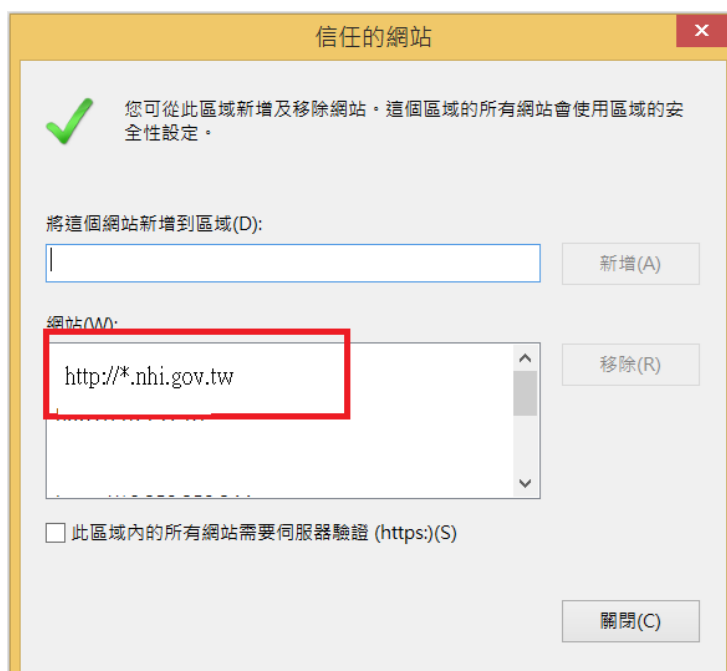 信任的網站
您可從此區域新增及移除網站。這個區域的所有網站會使用區域的安
全性設定。
將這個網站新增到區域(D):
新增(A)
網站(W):
http://*.nhi.gov.tw
移除(R)
此區域內的所有網站需要伺服器驗證 (https:)(S)
關閉(C)